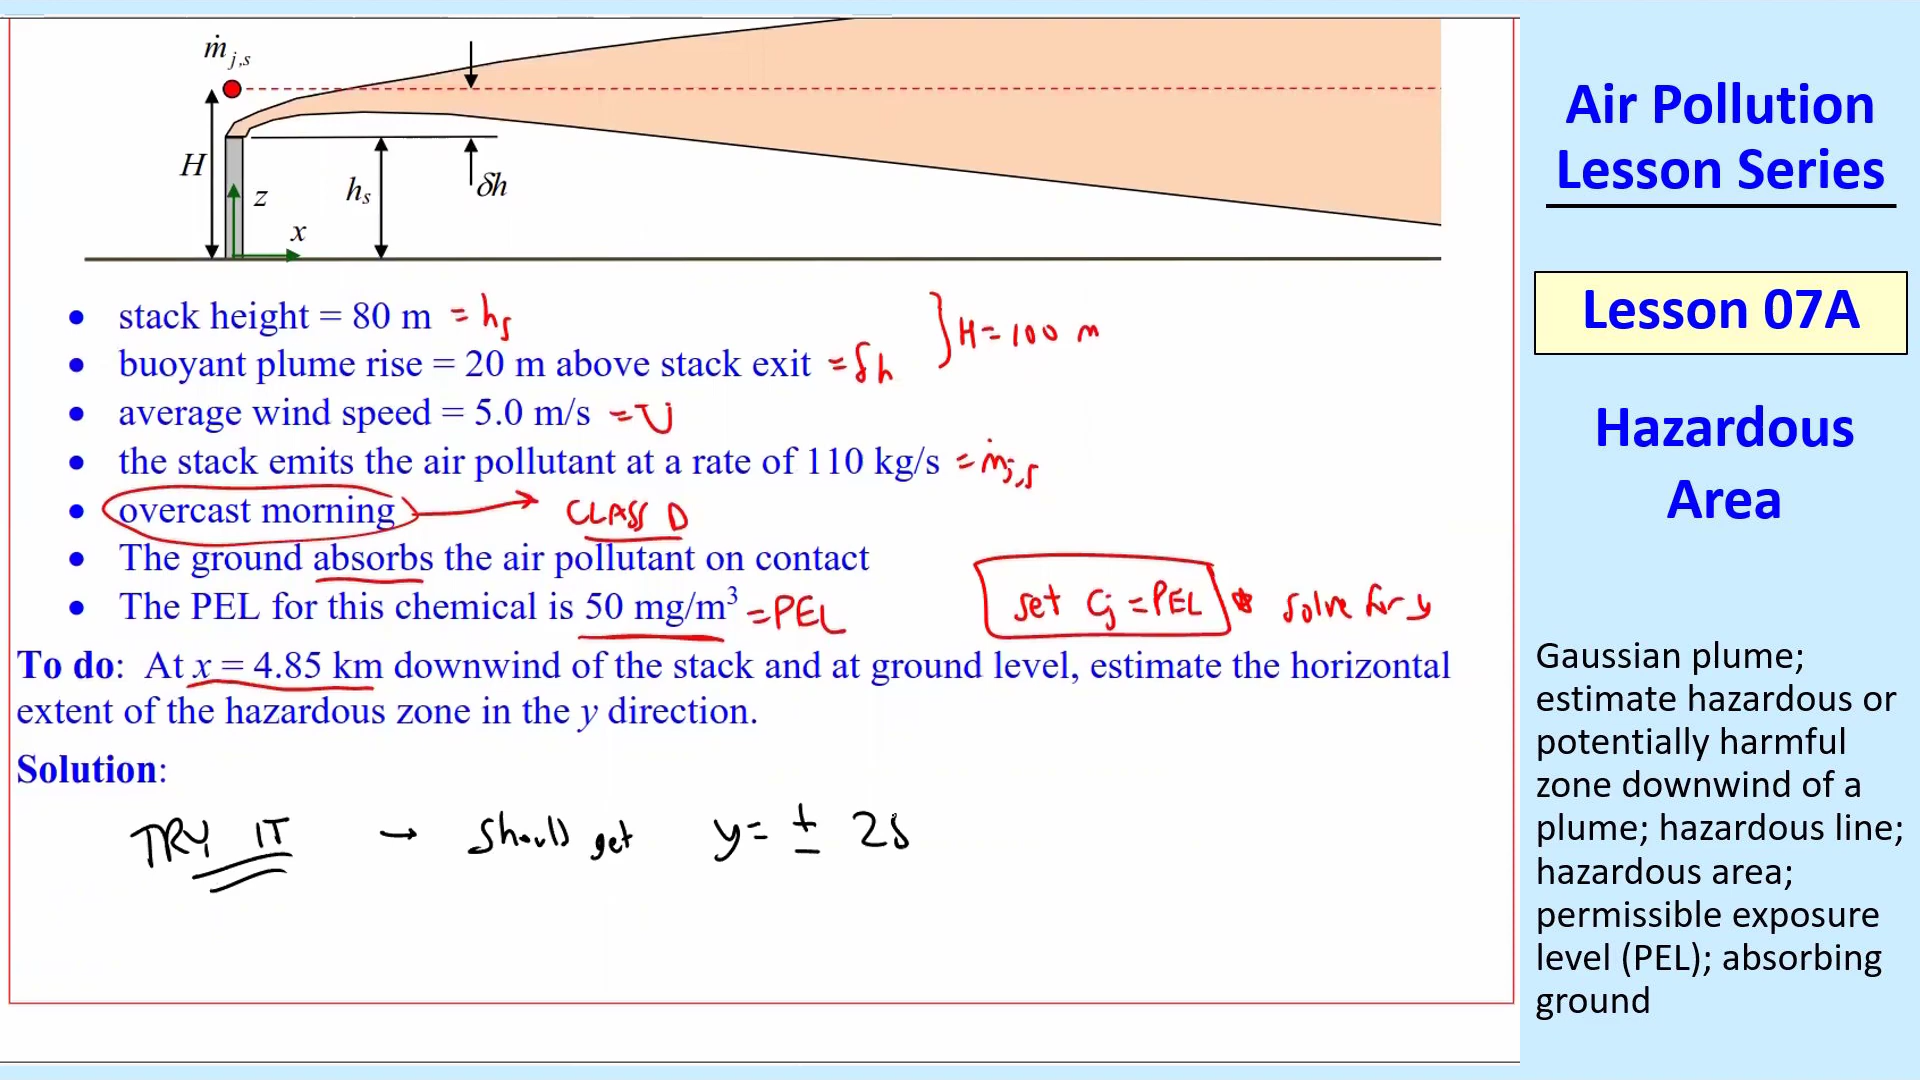 ṁ j,s
H
z
x
hs
δh
• stack height = 80 m = hs
} H = 100 m
• buoyant plume rise = 20 m above stack exit = δh
• average wind speed = 5.0 m/s = U
• the stack emits the air pollutant at a rate of 110 kg/s = ṁj,s
• overcast morning → CLASS D
• The ground absorbs the air pollutant on contact
• The PEL for this chemical is 50 mg/m³ = PEL
set Cj = PEL * solve for y
To do: At x = 4.85 km downwind of the stack and at ground level, estimate the horizontal
extent of the hazardous zone in the y direction.
Solution:
TRY IT → should get y = ± 28
Air Pollution
Lesson Series
Lesson 07A
Hazardous
Area
Gaussian plume;
estimate hazardous or
potentially harmful
zone downwind of a
plume; hazardous line;
hazardous area;
permissible exposure
level (PEL); absorbing
ground